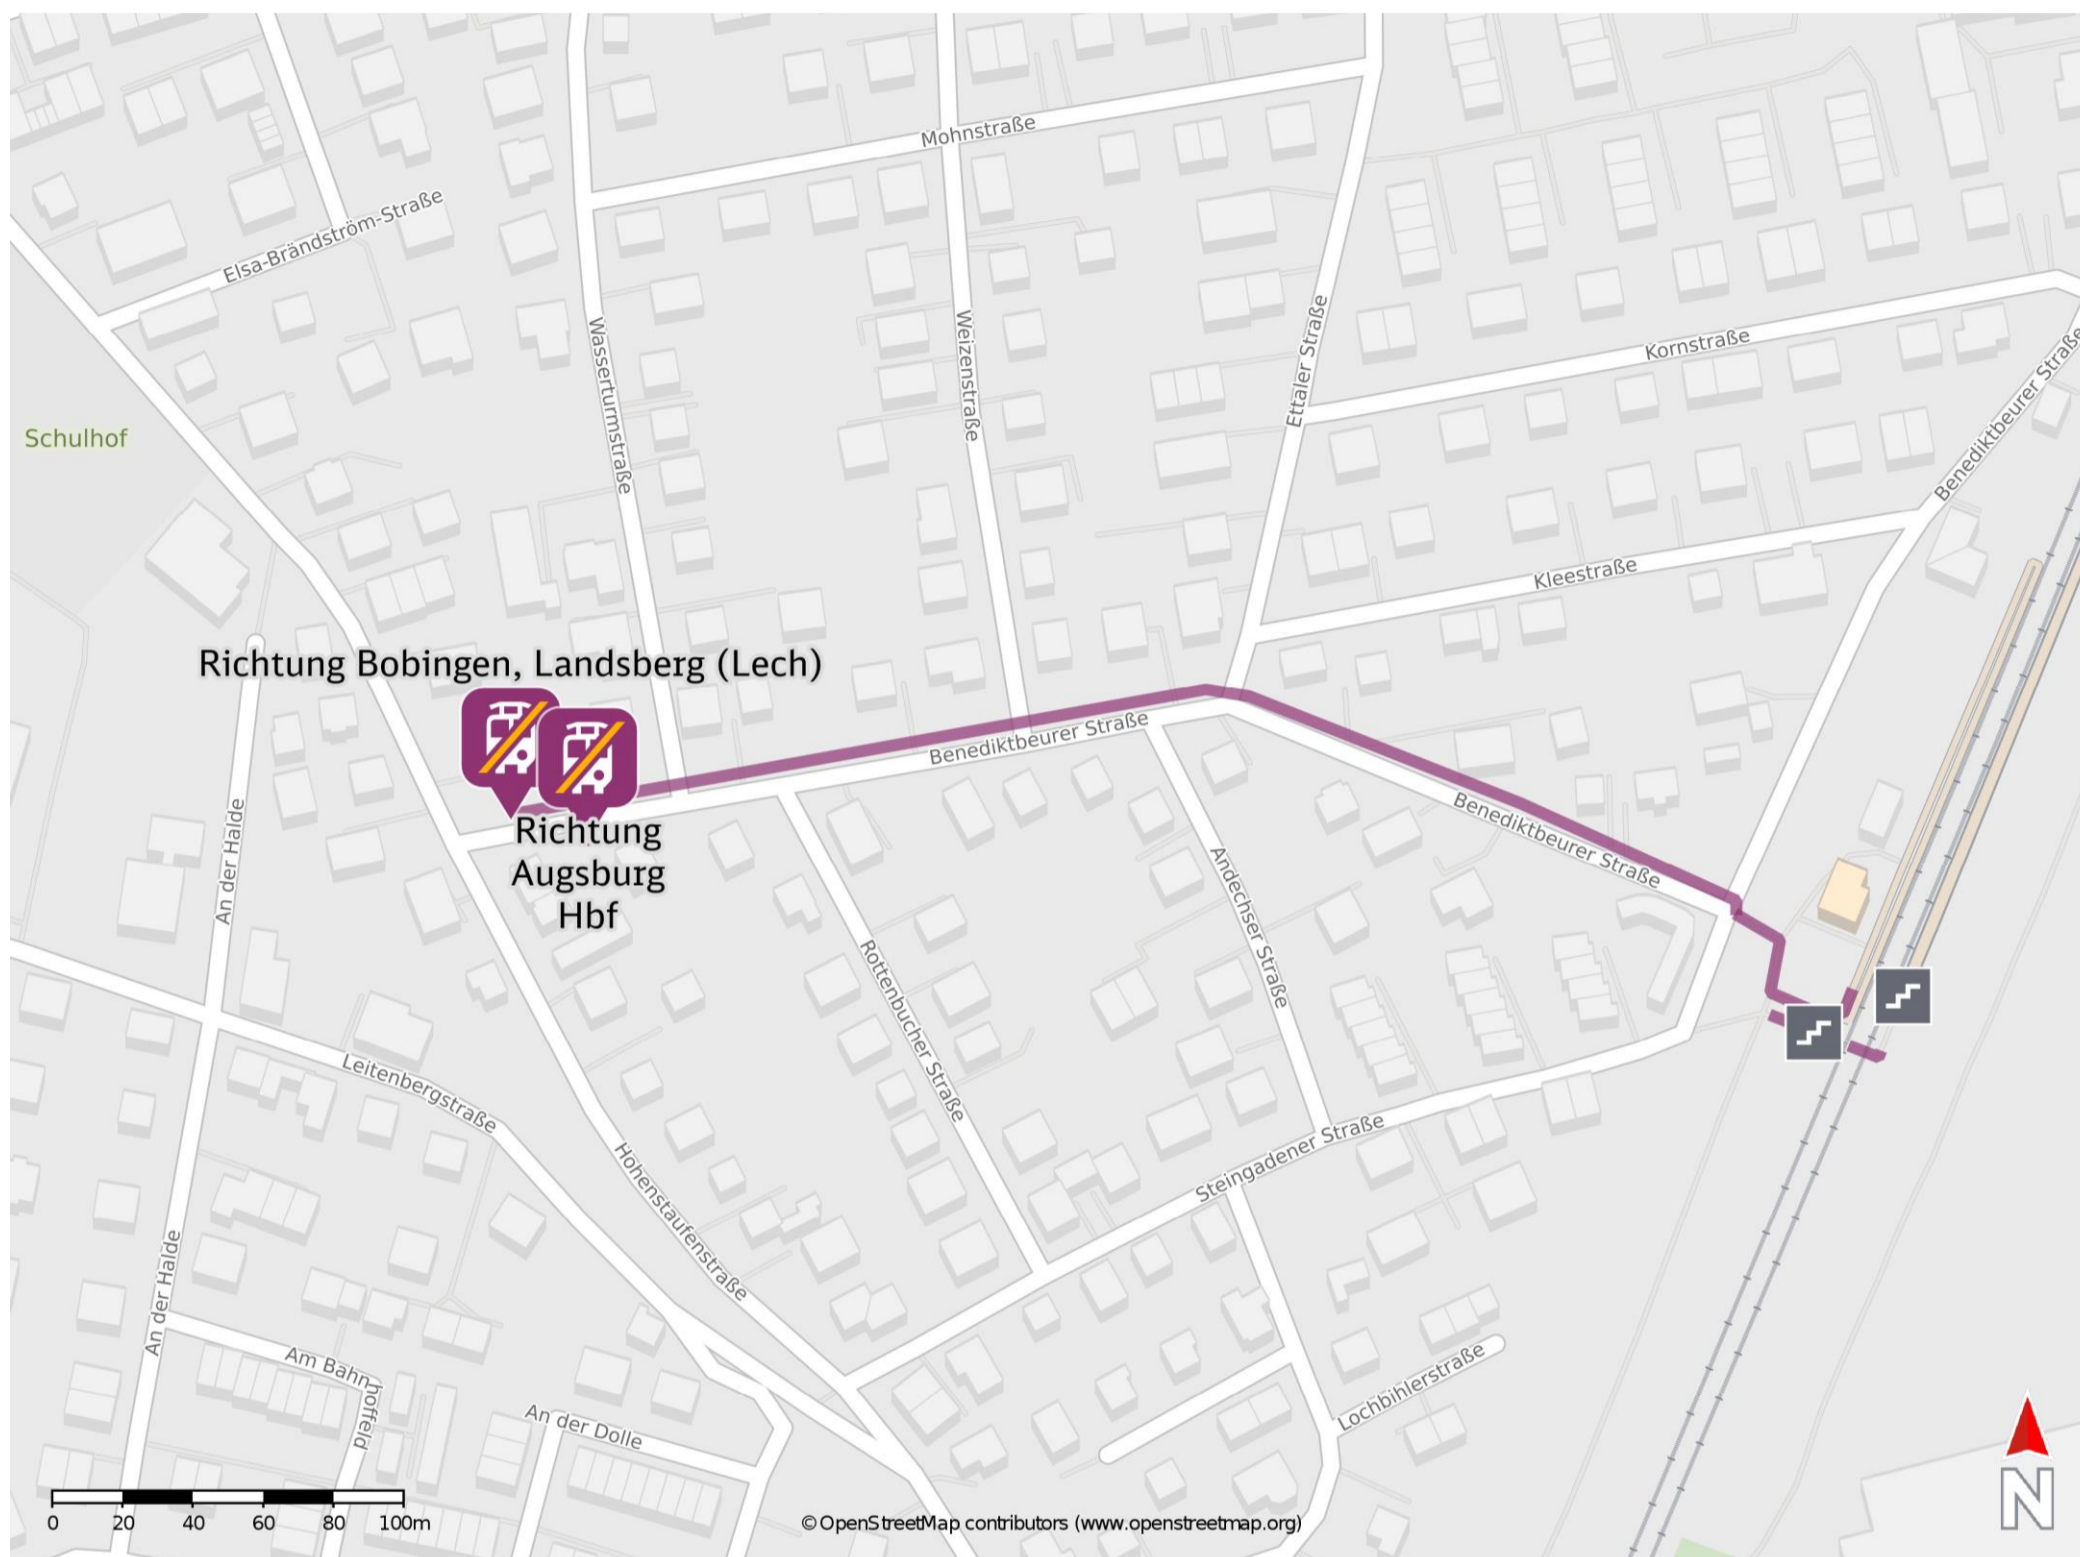 Mohnstraße
Elsa-Brändström-Straße
Wasserturmstraße
Weizenstraße
Ettaler Straße
Kornstraße
Benediktbeurer Straße
Schulhof
Kleestraße
Richtung Bobingen, Landsberg (Lech)
Benediktbeurer Straße
Richtung
Augsburg
Hbf
Benediktbeurer Straße
An der Halde
Andechser Straße
Rottenbucher Straße
Leitenbergstraße
Steingadener Straße
Hohenstaufenstraße
An der Halde
Am Bahnhoffeld
Lochbihlerstraße
An der Dolle
N
0 20 40 60 80 100m
© OpenStreetMap contributors (www.openstreetmap.org)